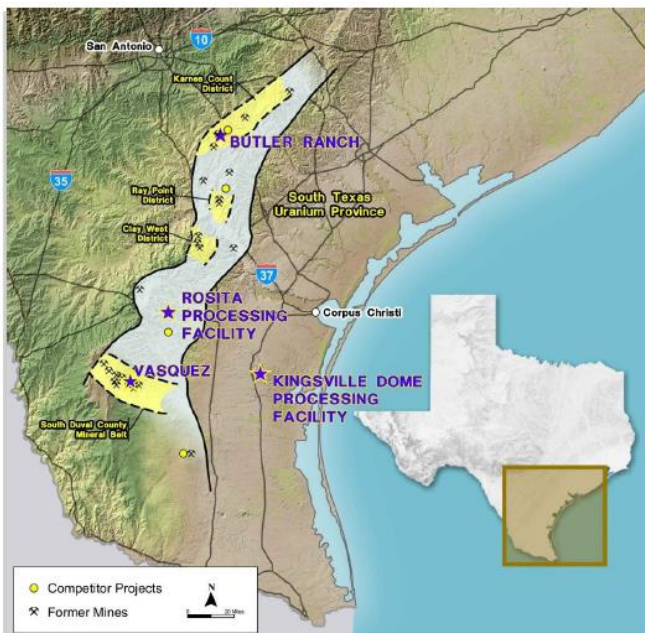 San Antonio
10
Karnes Count
District
BUTLER RANCH
35
Ray Point
District
South Texas
Uranium Province
Clay West
District
37
ROSITA
PROCESSING
FACILITY
Corpus Christi
VASQUEZ
KINGSVILLE DOME
PROCESSING
FACILITY
South Duval County
Mineral Belt
Competitor Projects
Former Mines
N
0 20 Miles